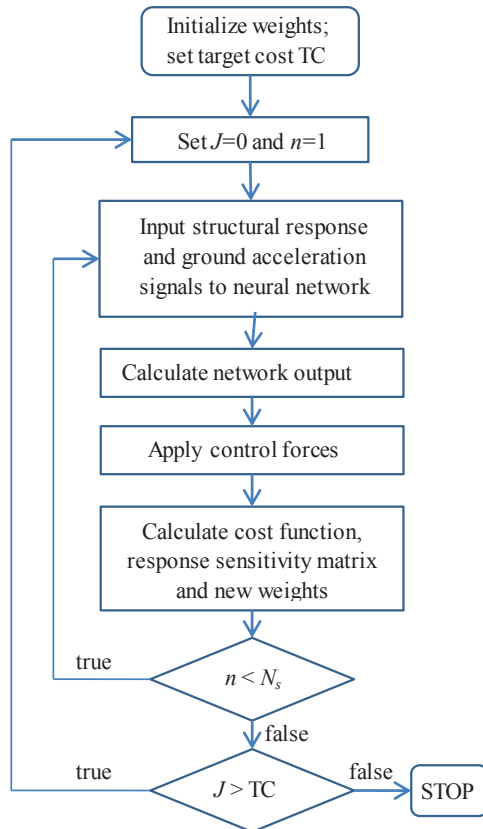 Initialize weights;
set target cost TC
Set J=0 and n=1
Input structural response
and ground acceleration
signals to neural network
Calculate network output
Apply control forces
Calculate cost function,
response sensitivity matrix
and new weights
true
n < Nₛ
false
true
J > TC
false
STOP